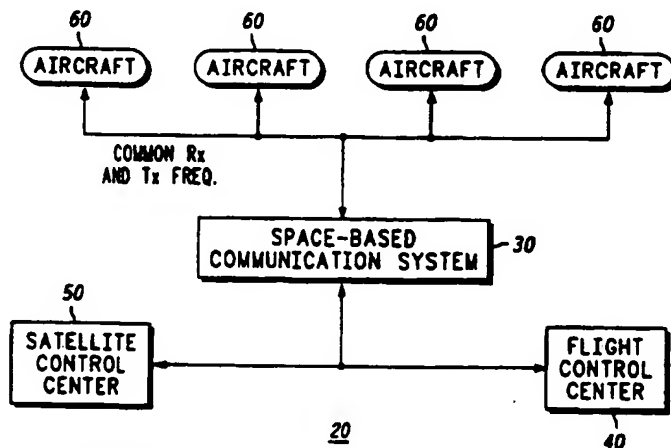 60 60 60 60
AIRCRAFT AIRCRAFT AIRCRAFT AIRCRAFT
COMMON Rx
AND Tx FREQ.
SPACE-BASED
COMMUNICATION SYSTEM
30
50
SATELLITE
CONTROL
CENTER
FLIGHT
CONTROL
CENTER
20
40